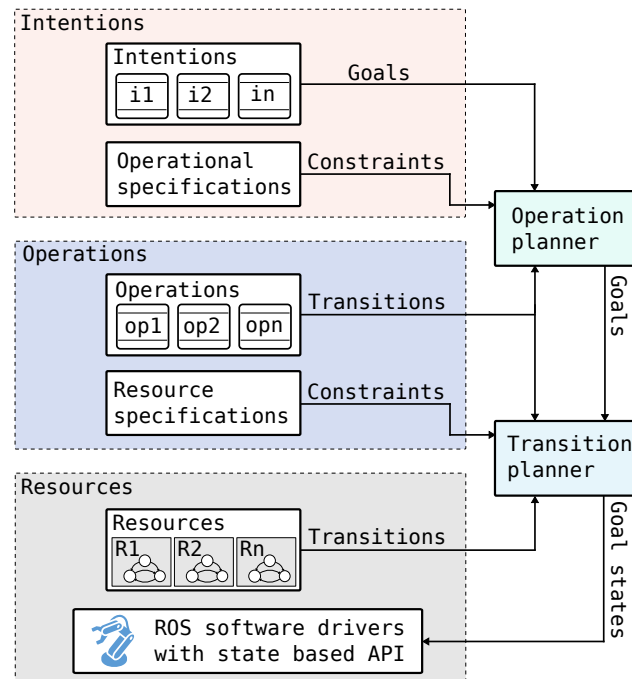 Intentions
Intentions
i1 i2 in
Goals
Operational
specifications
Constraints
Operation
planner
Goals
Operations
Operations
op1 op2 opn
Transitions
Resource
specifications
Constraints
Transition
planner
Goal states
Resources
Resources
R1 R2 Rn
Transitions
ROS software drivers
with state based API